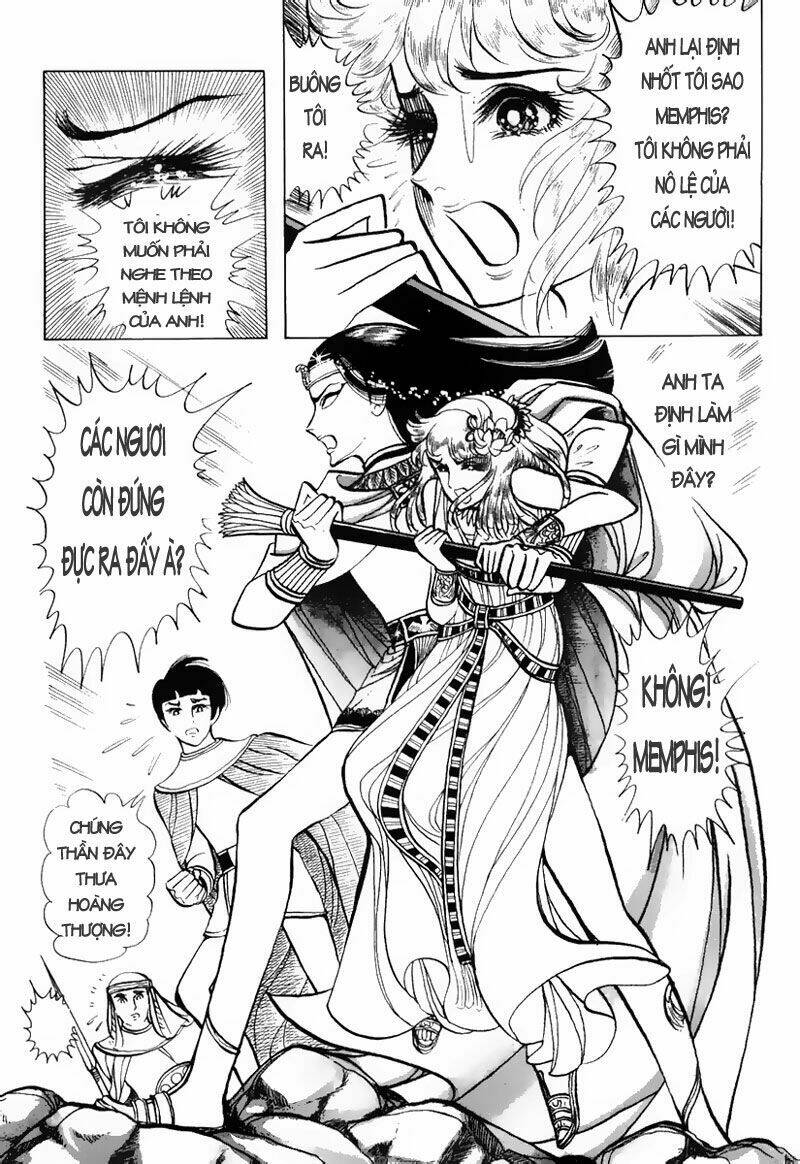 ANH LẠI ĐỊNH
NHỐT TÔI SAO
MEMPHIS?
TÔI KHÔNG PHẢI
NÔ LỆ CỦA
CÁC NGƯỜI!
BUÔNG
TÔI
RA!
TÔI KHÔNG
MUỐN PHẢI
NGHE THEO
MỆNH LỆNH
CỦA ANH!
ANH TA
ĐỊNH LÀM
GÌ MÌNH
ĐÂY?
CÁC NGƯƠI
CÒN ĐỨNG
ĐỰC RA ĐẤY À?
KHÔNG!
MEMPHIS!
CHÚNG
THẦN ĐÂY
THƯA
HOÀNG
THƯỢNG!